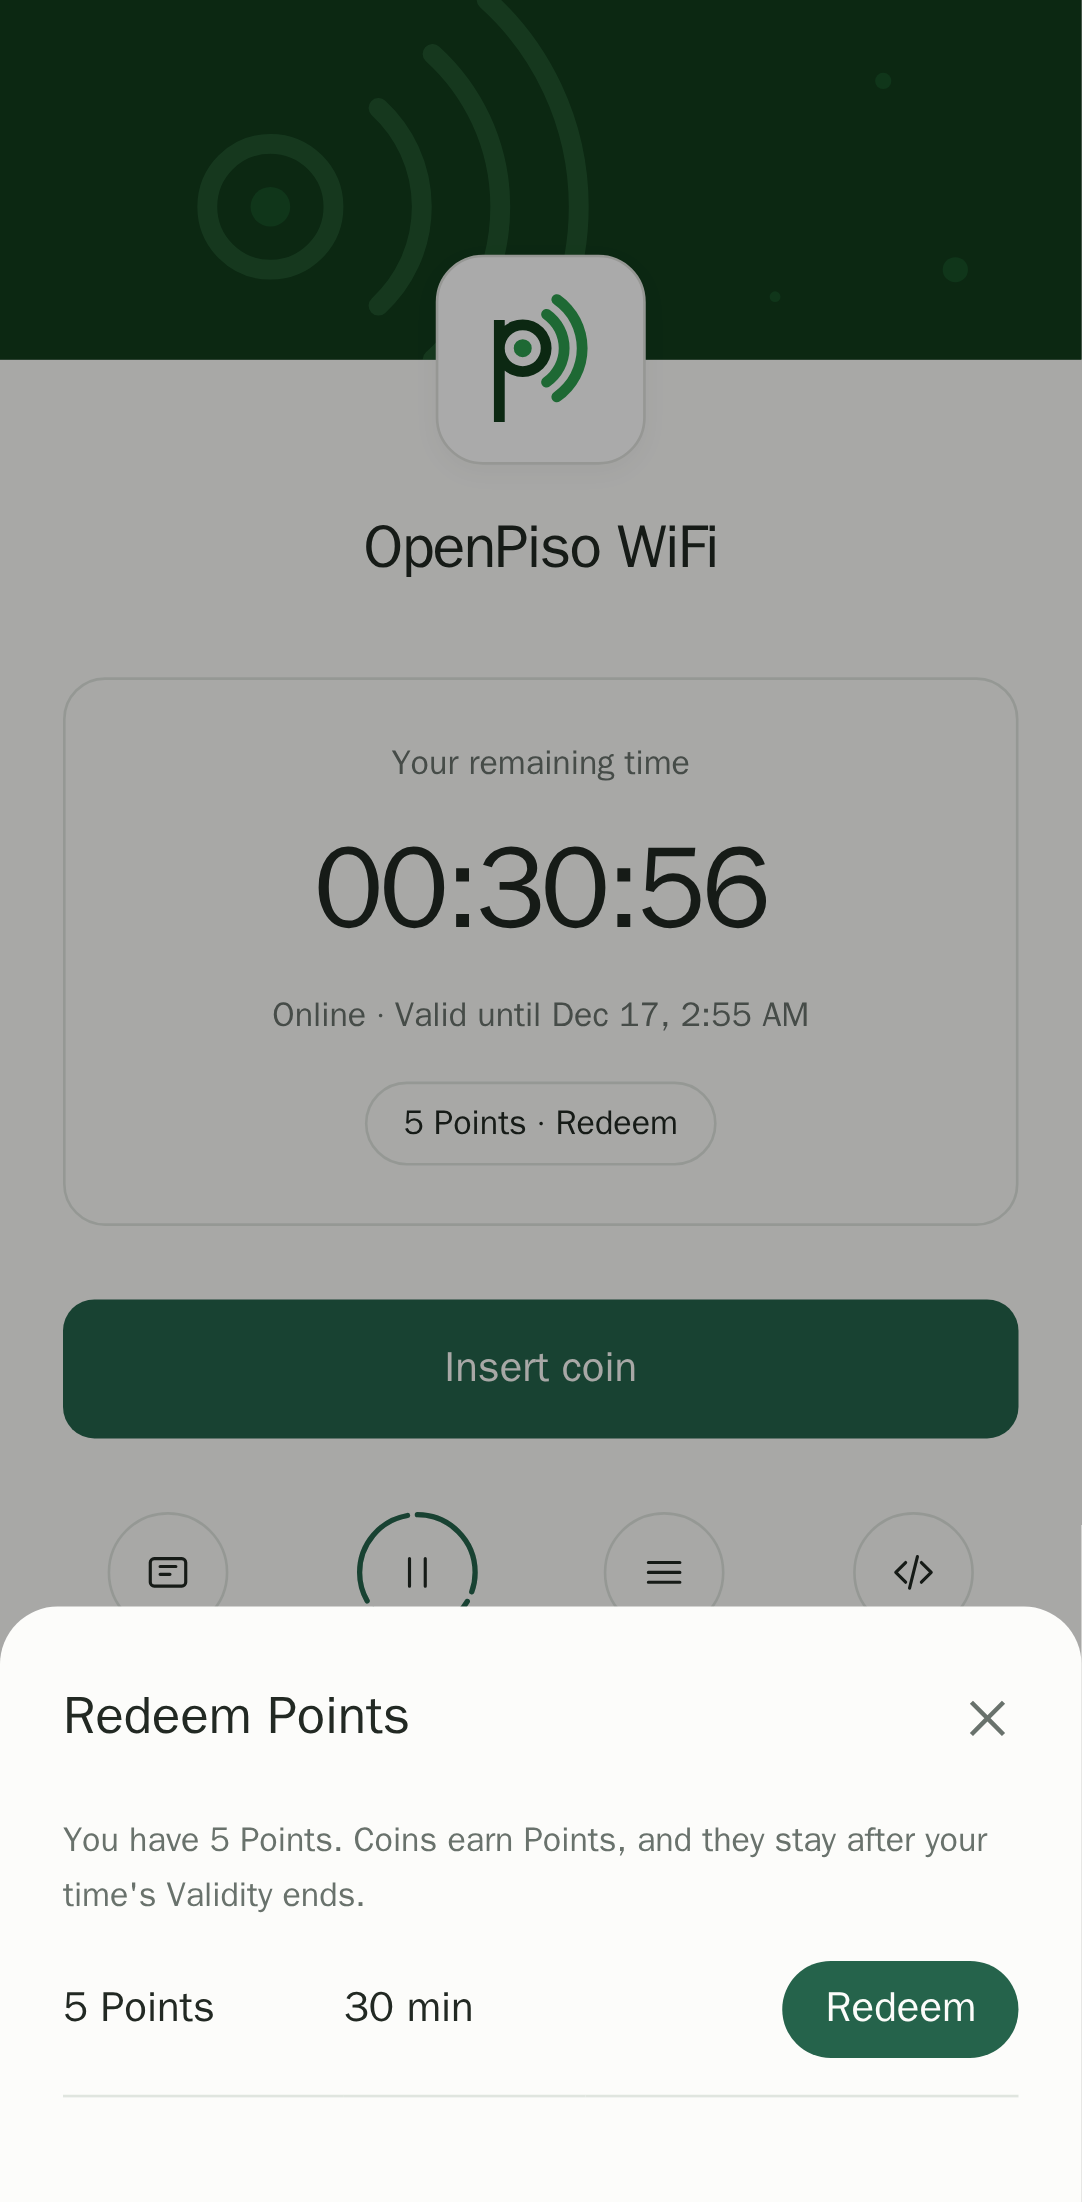 OpenPiso WiFi
Your remaining time
00:30:56
Online · Valid until Dec 17, 2:55 AM
5 Points · Redeem
Insert coin
Redeem Points
You have 5 Points. Coins earn Points, and they stay after your
time's Validity ends.
5 Points 30 min Redeem